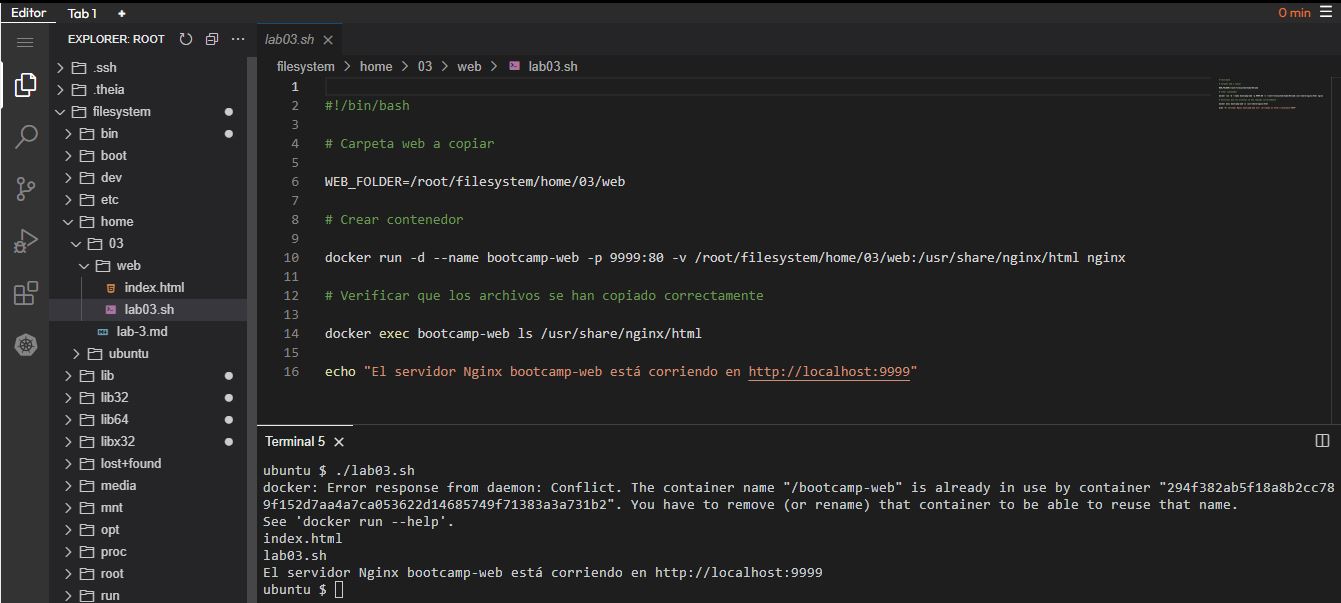 Editor Tab 1 + 0 min
EXPLORER: ROOT
.ssh
.theia
filesystem
bin
boot
dev
etc
home
03
web
index.html
lab03.sh
lab-3.md
ubuntu
lib
lib32
lib64
libx32
lost+found
media
mnt
opt
proc
root
run
lab03.sh
filesystem > home > 03 > web > lab03.sh
1
2 #!/bin/bash
3
4 # Carpeta web a copiar
5
6 WEB_FOLDER=/root/filesystem/home/03/web
7
8 # Crear contenedor
9
10 docker run -d --name bootcamp-web -p 9999:80 -v /root/filesystem/home/03/web:/usr/share/nginx/html nginx
11
12 # Verificar que los archivos se han copiado correctamente
13
14 docker exec bootcamp-web ls /usr/share/nginx/html
15
16 echo "El servidor Nginx bootcamp-web está corriendo en http://localhost:9999"
Terminal 5
ubuntu $ ./lab03.sh
docker: Error response from daemon: Conflict. The container name "/bootcamp-web" is already in use by container "294f382ab5f18a8b2cc78
9f152d7aa4a7ca053622d14685749f71383a3a731b2". You have to remove (or rename) that container to be able to reuse that name.
See 'docker run --help'.
index.html
lab03.sh
El servidor Nginx bootcamp-web está corriendo en http://localhost:9999
ubuntu $